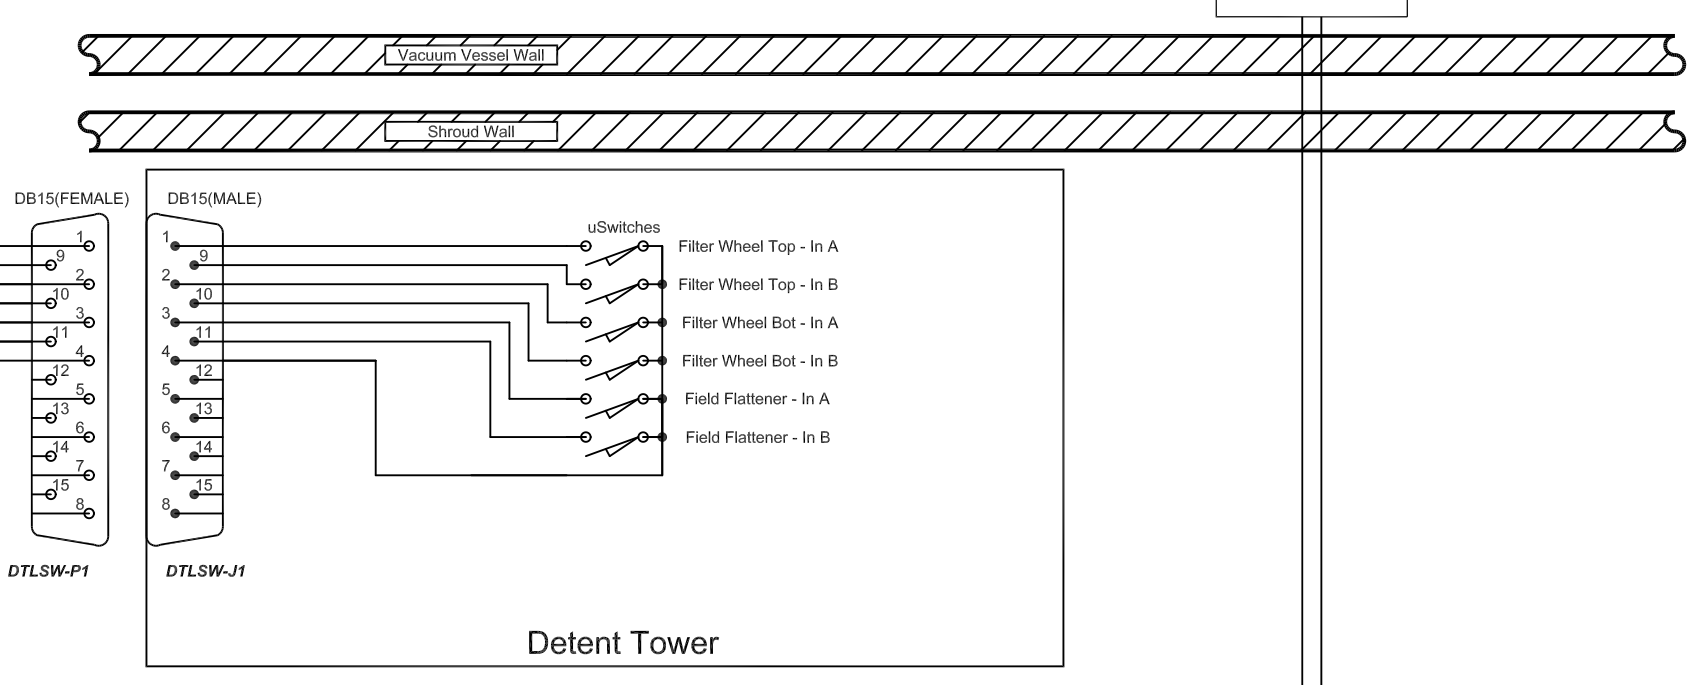 Vacuum Vessel Wall
Shroud Wall
DB15(FEMALE)
DB15(MALE)
uSwitches
1
9
2
10
3
11
4
12
5
13
6
14
7
15
8
1
9
2
10
3
11
4
12
5
13
6
14
7
15
8
Filter Wheel Top - In A
Filter Wheel Top - In B
Filter Wheel Bot - In A
Filter Wheel Bot - In B
Field Flattener - In A
Field Flattener - In B
DTLSW-P1
DTLSW-J1
Detent Tower